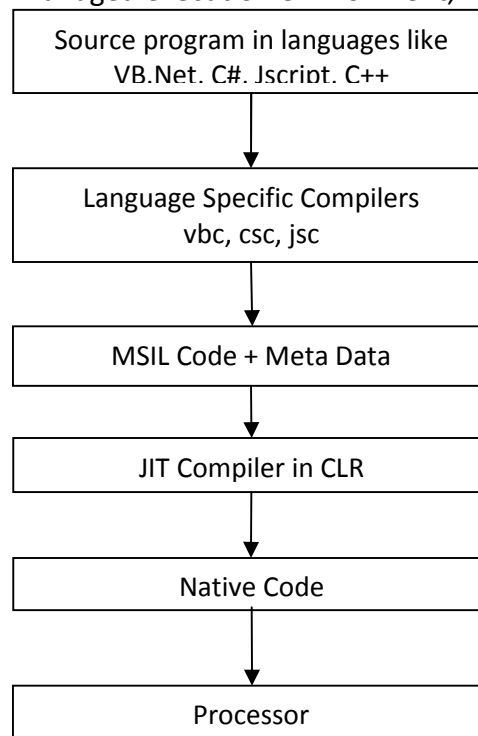 Source program in languages like
VB.Net, C#, Jscript, C++
Language Specific Compilers
vbc, csc, jsc
MSIL Code + Meta Data
JIT Compiler in CLR
Native Code
Processor